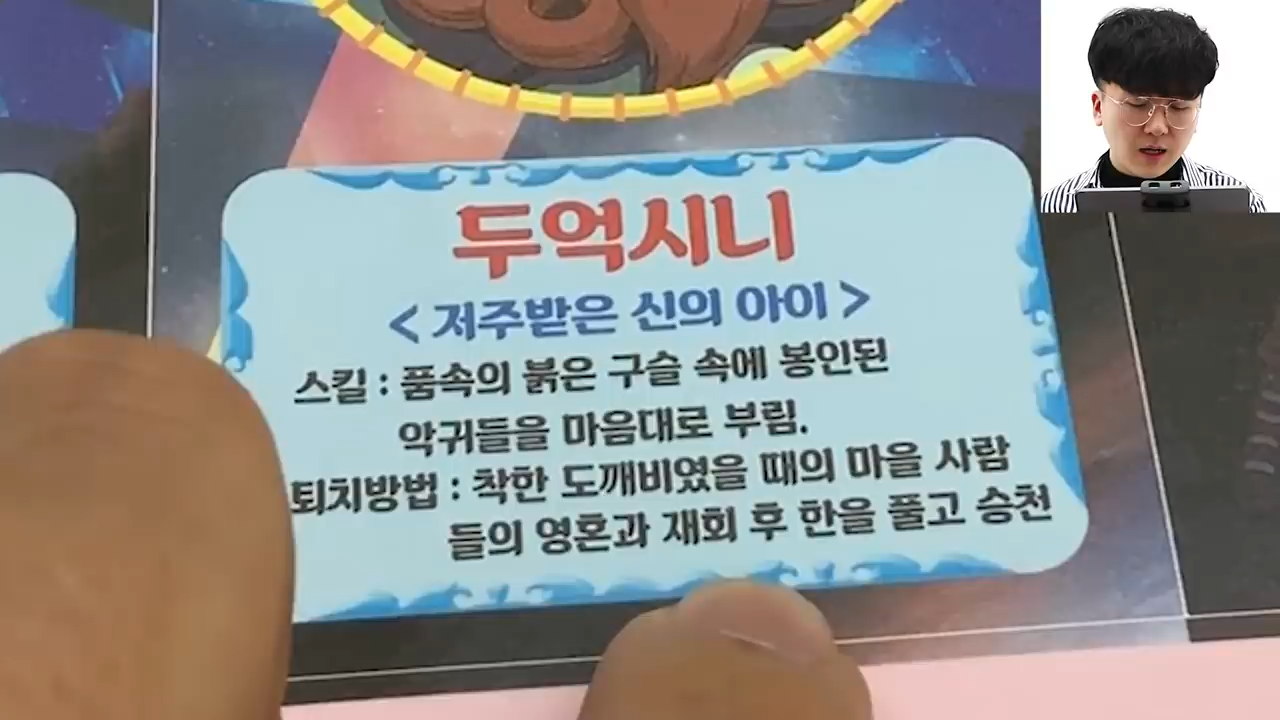 두억시니
< 저주받은 신의 아이 >
스킬 : 품속의 붉은 구슬 속에 봉인된
악귀들을 마음대로 부림.
퇴치방법 : 착한 도깨비였을 때의 마을 사람
들의 영혼과 재회 후 한을 풀고 승천